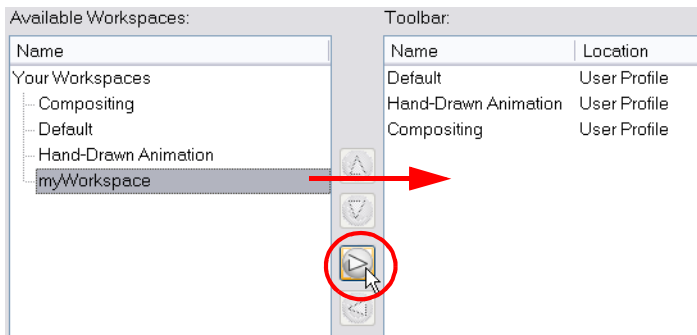 Available Workspaces:
Name
Your Workspaces
Compositing
Default
Hand-Drawn Animation
myWorkspace
Toolbar:
Name Location
Default User Profile
Hand-Drawn Animation User Profile
Compositing User Profile